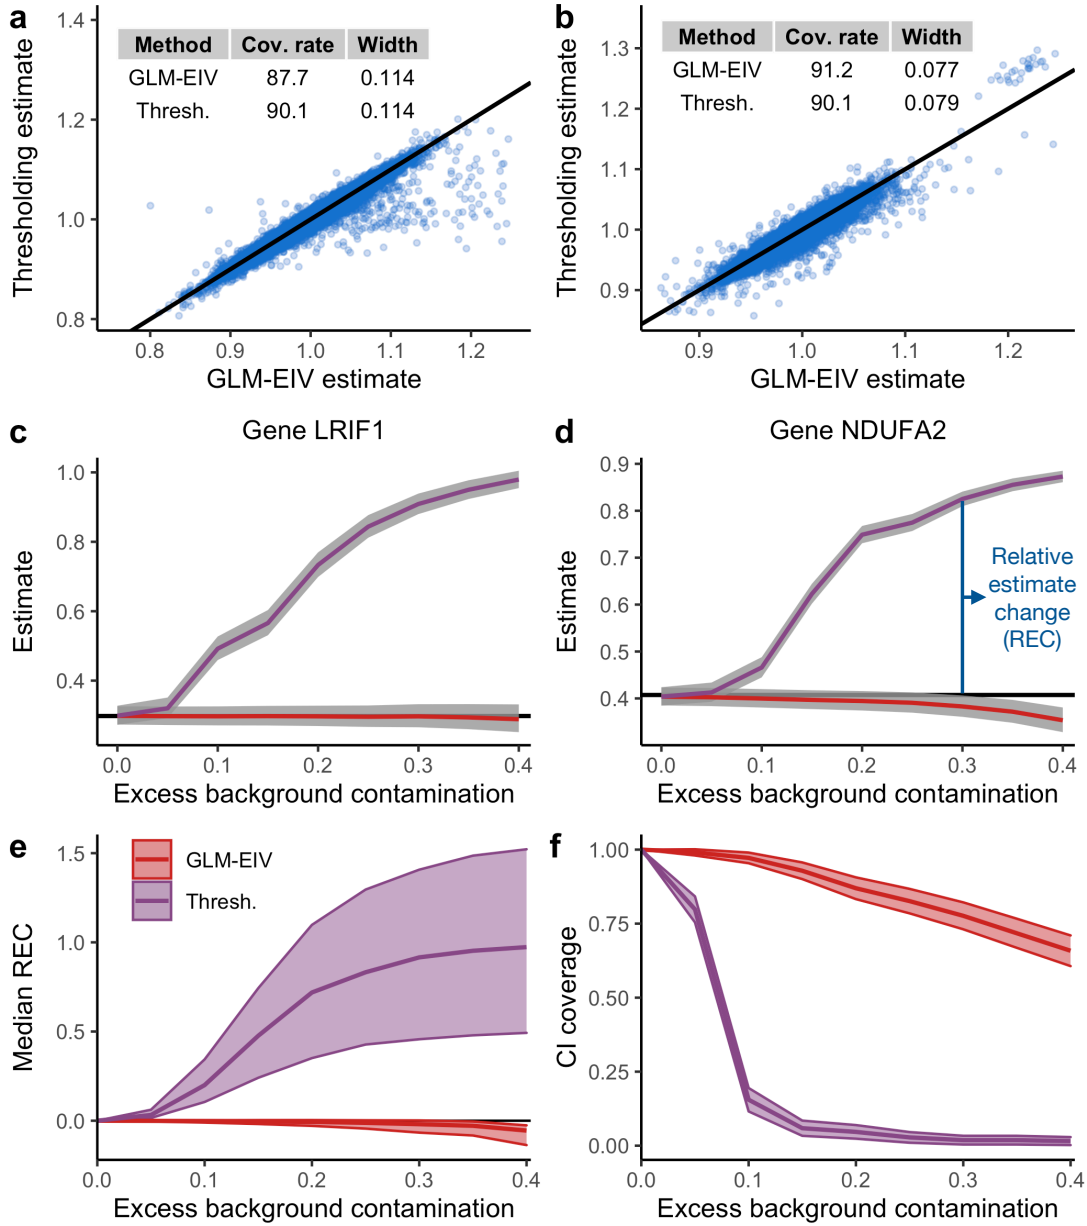 a
Method Cov. rate Width
GLM-EIV 87.7 0.114
Thresh. 90.1 0.114
Thresholding estimate
1.4
1.2
1.0
0.8
0.8 0.9 1.0 1.1 1.2
GLM-EIV estimate
b
Method Cov. rate Width
GLM-EIV 91.2 0.077
Thresh. 90.1 0.079
Thresholding estimate
1.3
1.2
1.1
1.0
0.9
0.9 1.0 1.1 1.2
GLM-EIV estimate
c
Gene LRIF1
Estimate
1.0
0.8
0.6
0.4
0.0 0.1 0.2 0.3 0.4
Excess background contamination
d
Gene NDUFA2
Estimate
0.9
0.8
0.7
0.6
0.5
0.4
Relative
estimate
change
(REC)
0.0 0.1 0.2 0.3 0.4
Excess background contamination
e
GLM-EIV
Thresh.
Median REC
1.5
1.0
0.5
0.0
0.0 0.1 0.2 0.3 0.4
Excess background contamination
f
CI coverage
1.00
0.75
0.50
0.25
0.00
0.0 0.1 0.2 0.3 0.4
Excess background contamination